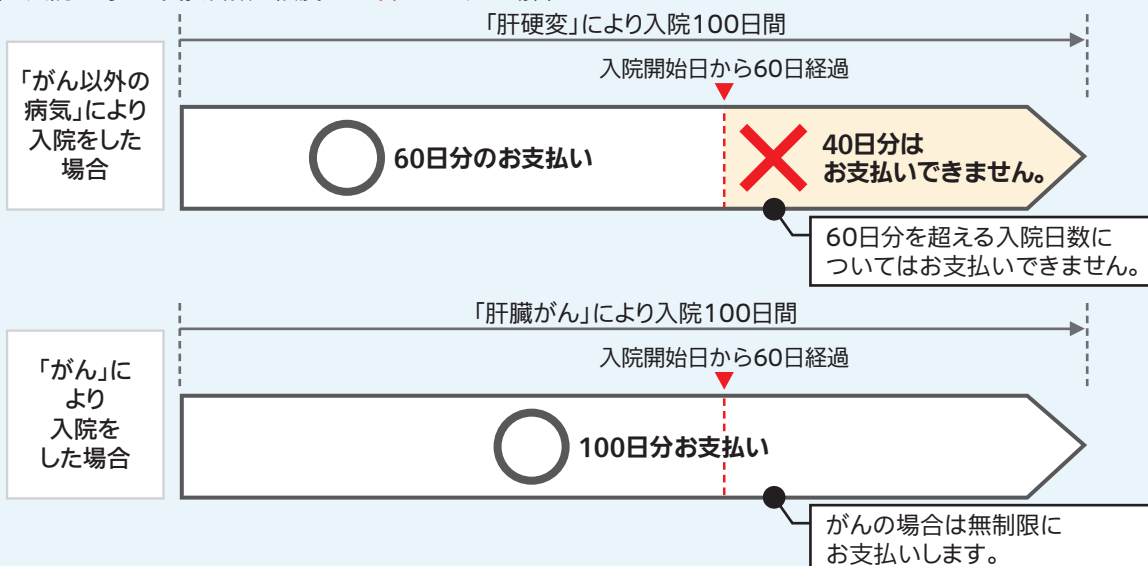 「肝硬変」により入院100日間
入院開始日から60日経過
「がん以外の
病気」により
入院をした
場合
60日分のお支払い
40日分は
お支払いできません。
60日分を超える入院日数に
ついてはお支払いできません。
「肝臓がん」により入院100日間
入院開始日から60日経過
「がん」に
より
入院を
した場合
100日分お支払い
がんの場合は無制限に
お支払いします。